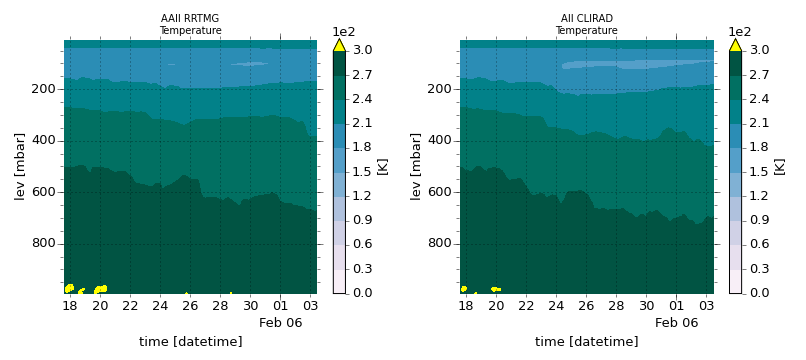 AAII RRTMG
Temperature
1e2
3.0
2.7
2.4
2.1
1.8
1.5
1.2
0.9
0.6
0.3
0.0
[K]
lev [mbar]
200
400
600
800
18 20 22 24 26 28 30 01 03
Feb 06
time [datetime]
AII CLIRAD
Temperature
1e2
3.0
2.7
2.4
2.1
1.8
1.5
1.2
0.9
0.6
0.3
0.0
[K]
lev [mbar]
200
400
600
800
18 20 22 24 26 28 30 01 03
Feb 06
time [datetime]